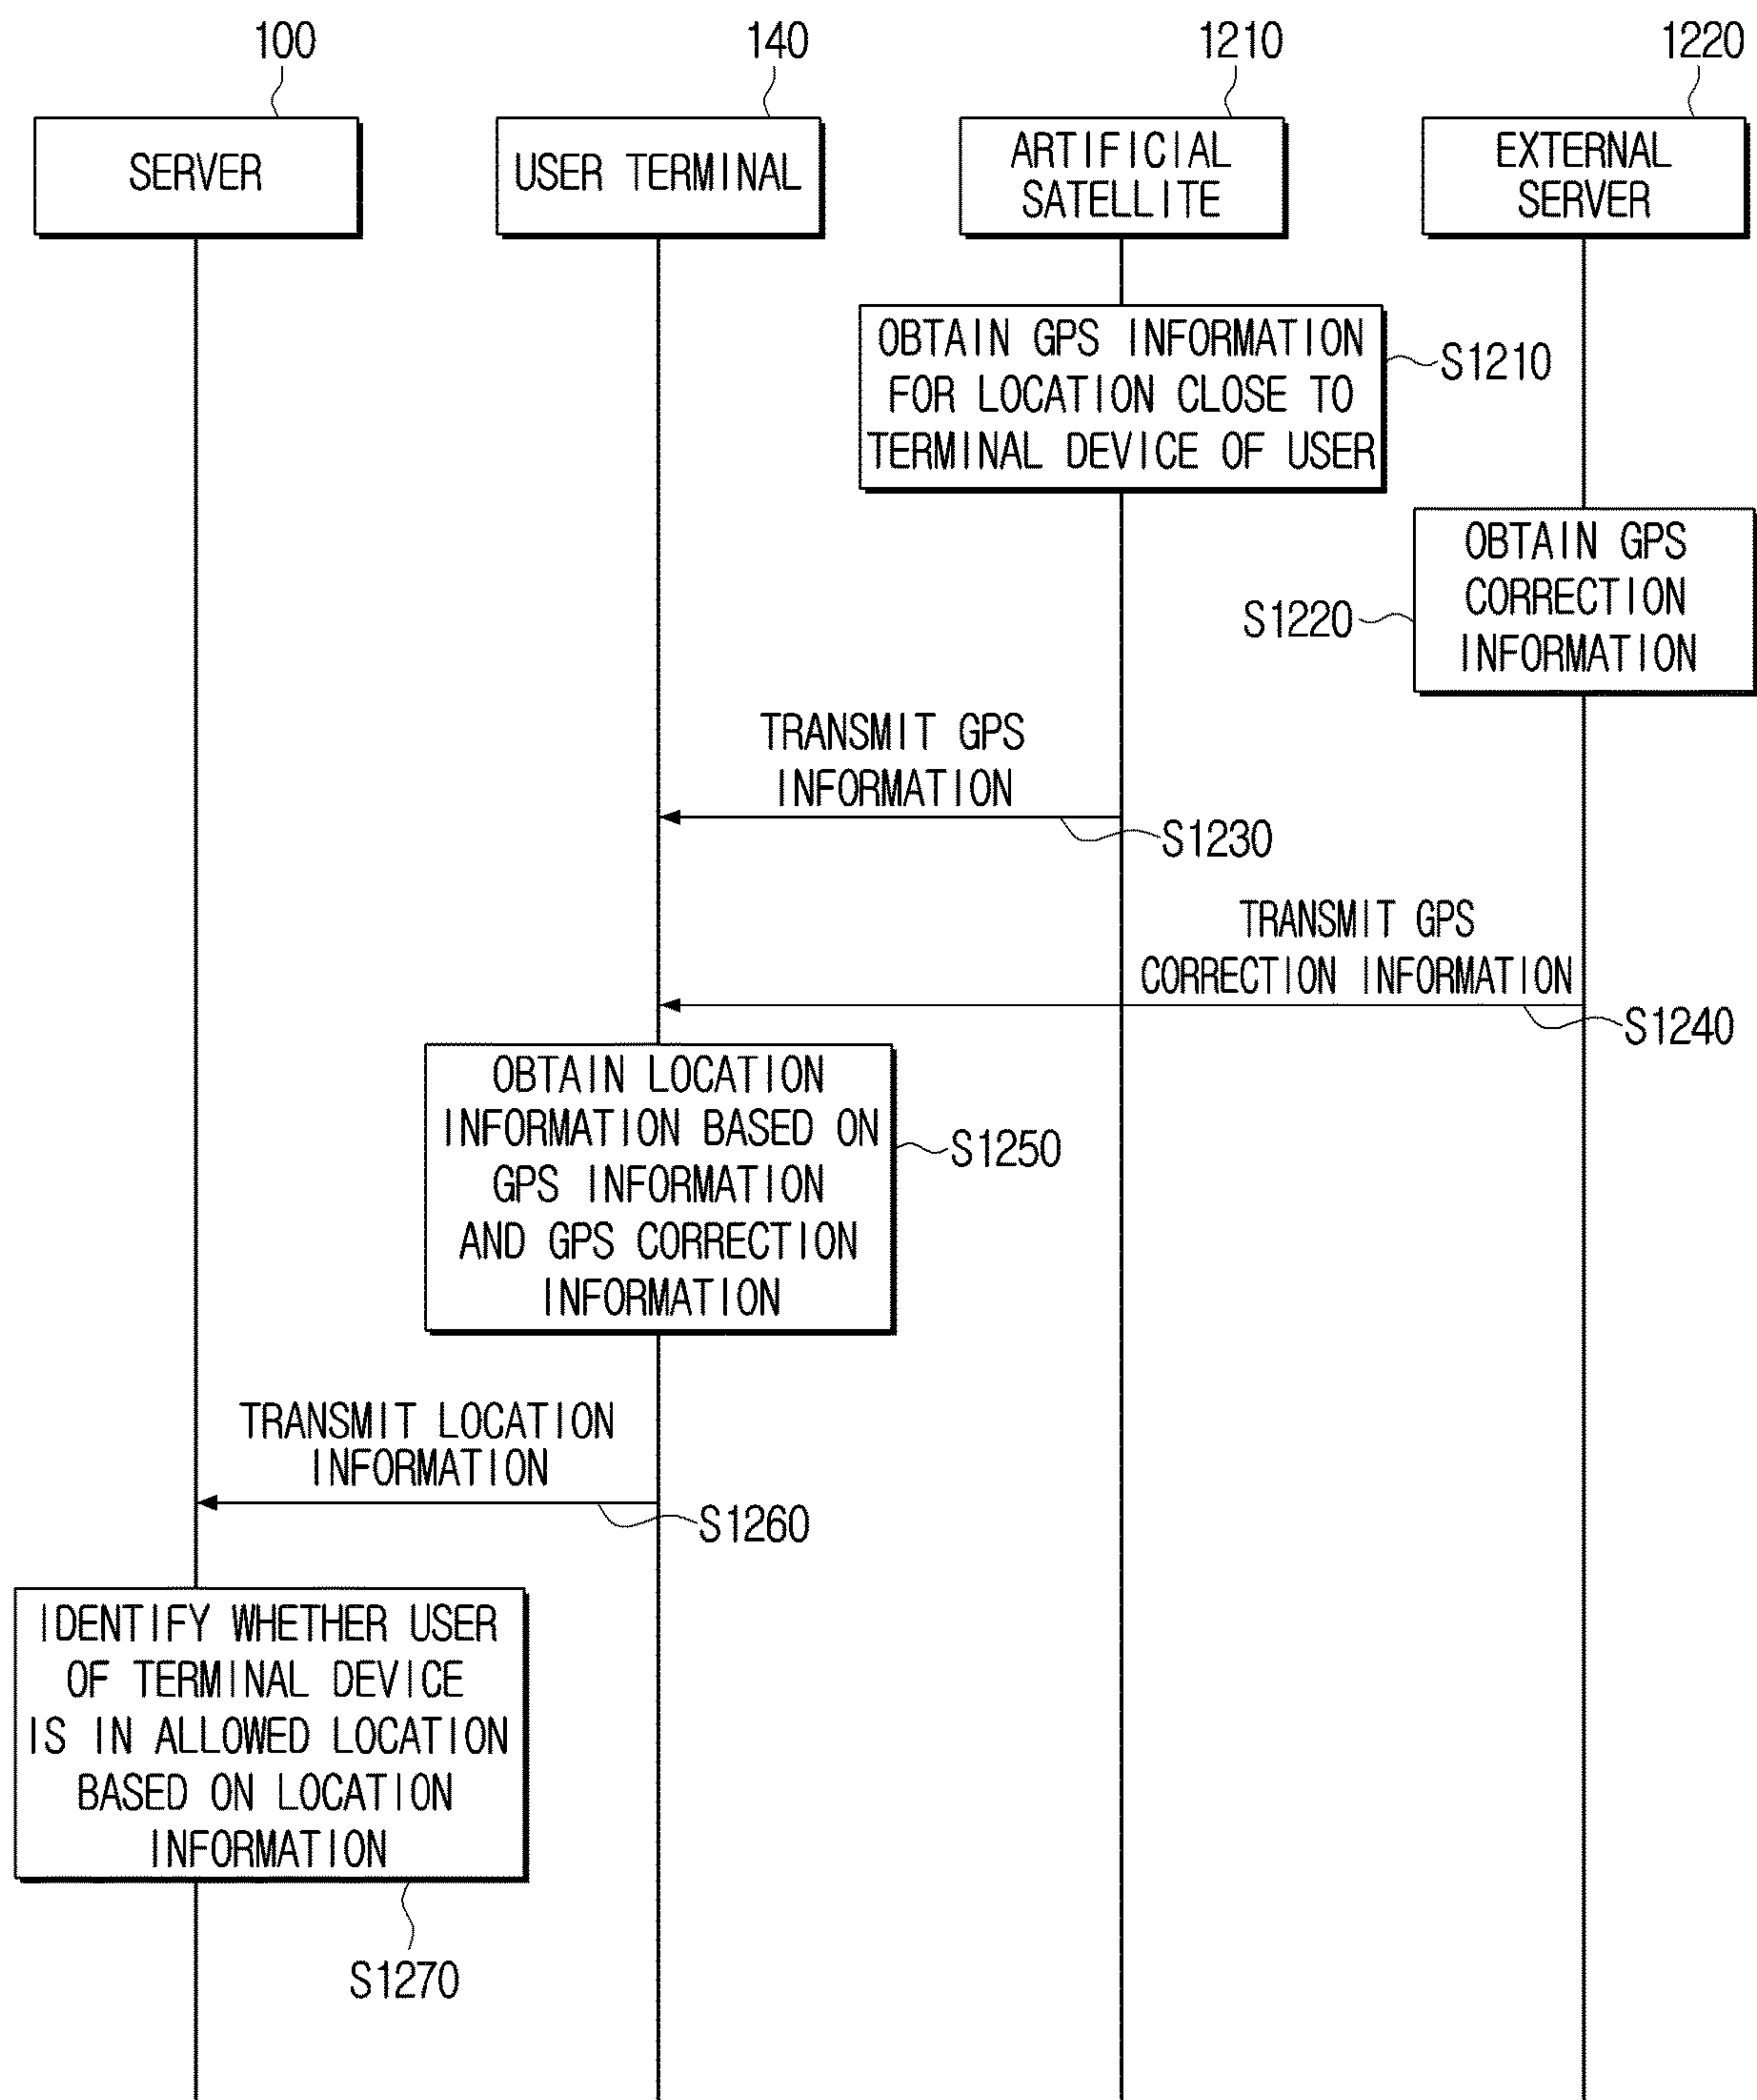 100
140
1210
1220
SERVER
USER TERMINAL
ARTIFICIAL
SATELLITE
EXTERNAL
SERVER
OBTAIN GPS INFORMATION
FOR LOCATION CLOSE TO
TERMINAL DEVICE OF USER
S1210
OBTAIN GPS
CORRECTION
INFORMATION
S1220
TRANSMIT GPS
INFORMATION
S1230
TRANSMIT GPS
CORRECTION INFORMATION
S1240
OBTAIN LOCATION
INFORMATION BASED ON
GPS INFORMATION
AND GPS CORRECTION
INFORMATION
S1250
TRANSMIT LOCATION
INFORMATION
S1260
IDENTIFY WHETHER USER
OF TERMINAL DEVICE
IS IN ALLOWED LOCATION
BASED ON LOCATION
INFORMATION
S1270